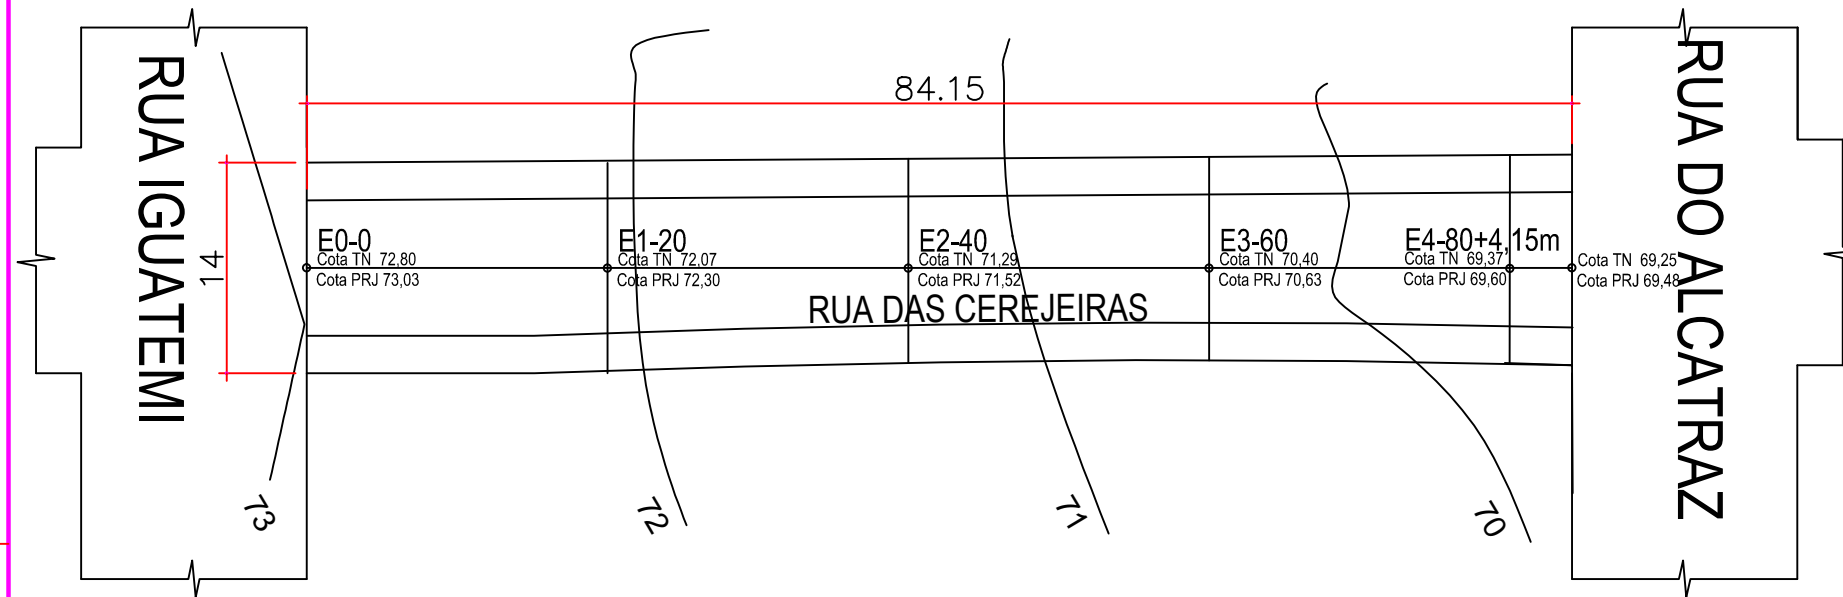 RUA IGUATEMI
84.15
14
E0-0
Cota TN 72,80
Cota PRJ 73,03
E1-20
Cota TN 72,07
Cota PRJ 72,30
E2-40
Cota TN 71,29
Cota PRJ 71,52
E3-60
Cota TN 70,40
Cota PRJ 70,63
E4-80+4,15m
Cota TN 69,37
Cota PRJ 69,60
Cota TN 69,25
Cota PRJ 69,48
RUA DAS CEREJEIRAS
RUA DO ALCATRAZ
73
72
71
70